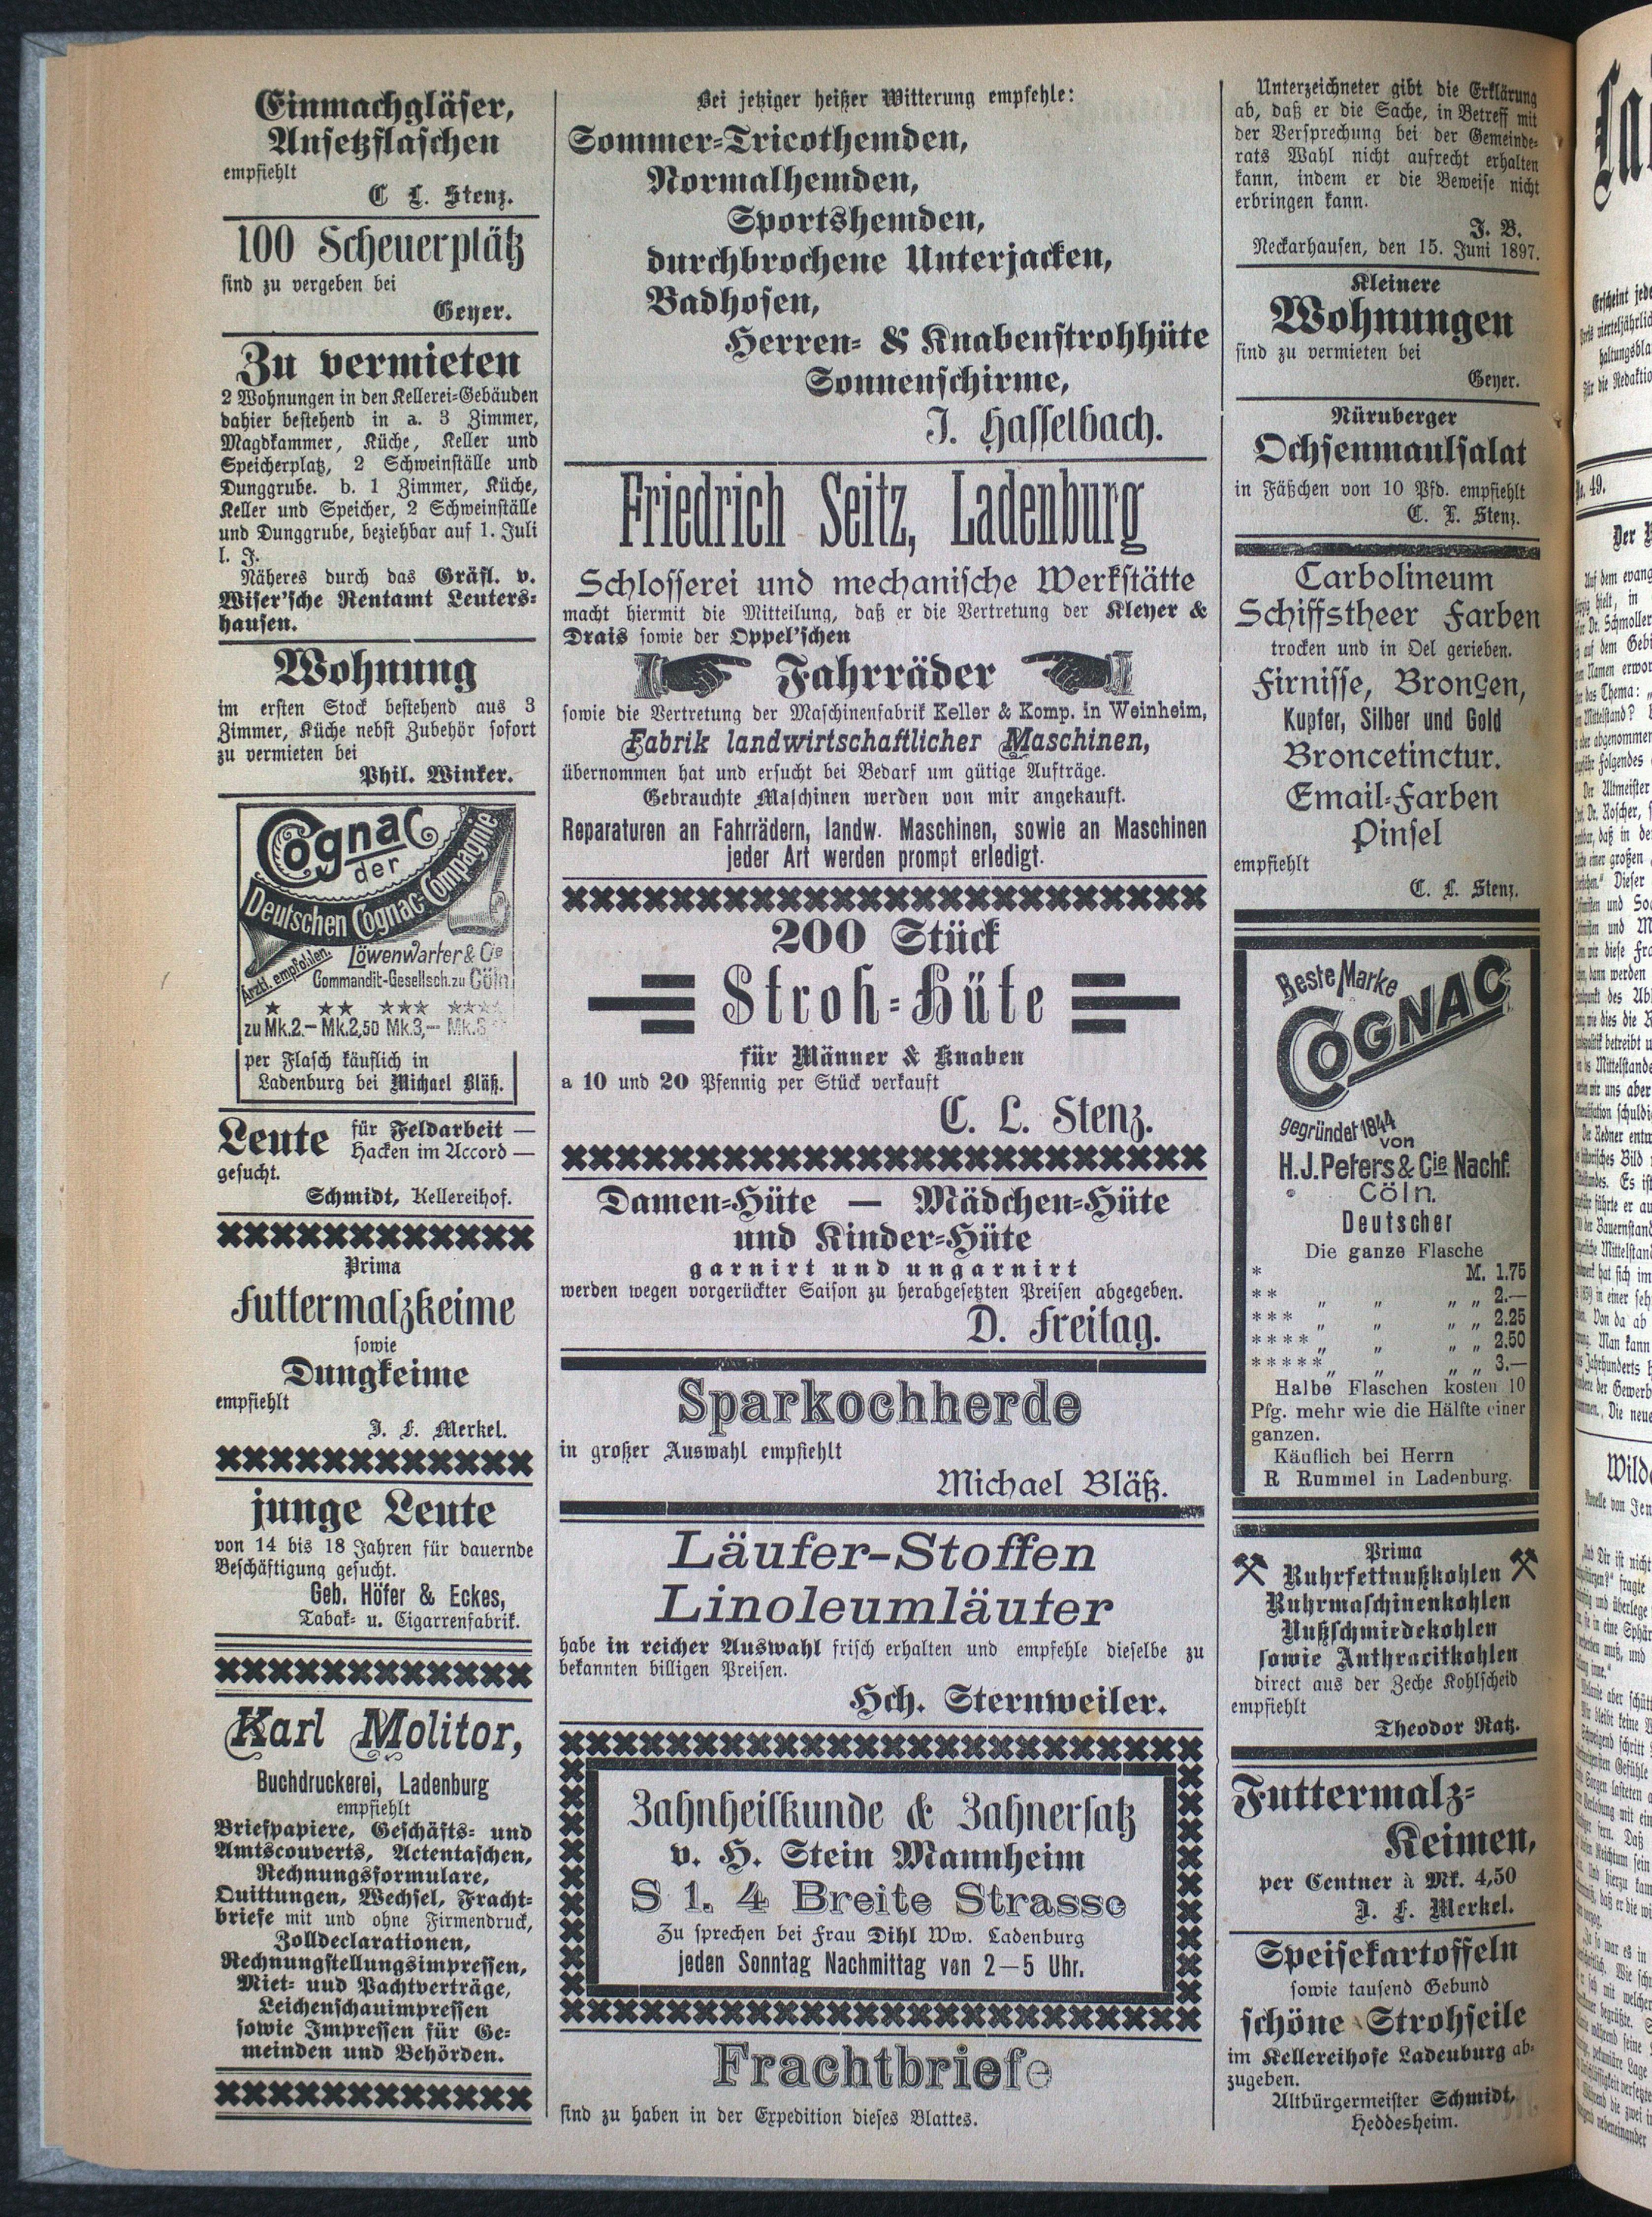 Einmachgläser,
Ansetzflaschen
empfiehlt
C L. Stenz.
100 Scheuerplätz
sind zu vergeben bei
Geyer.
Zu vermieten
2 Wohnungen in den Kellerei-Gebäuden
dahier bestehend in a. 3 Zimmer,
Magdkammer, Küche, Keller und
Speicherplatz, 2 Schweinställe und
Dunggrube. b. 1 Zimmer, Küche,
Keller und Speicher, 2 Schweinställe
und Dunggrube, beziehbar auf 1. Juli
l. J.
Näheres durch das Gräfl. v.
Wiser'sche Rentamt Leuters-
hausen.
Wohnung
im ersten Stock bestehend aus 3
Zimmer, Küche nebst Zubehör sofort
zu vermieten bei
Phil. Winker.
Cognac
der
Deutschen Cognac-Compagnie
Ärztl. empfohlen.
Löwenwarter & Cie
Commandit-Gesellsch. zu Cöln
★ ★★ ★★★ ★★★★
zu Mk. 2.— Mk. 2,50 Mk. 3,—
per Flasch käuflich in
Ladenburg bei Michael Bläß.
Leute für Feldarbeit —
Hacken im Accord —
gesucht.
Schmidt, Kellereihof.
Prima
Futtermalzkeime
sowie
Dungkeime
empfiehlt
J. F. Merkel.
junge Leute
von 14 bis 18 Jahren für dauernde
Beschäftigung gesucht.
Geb. Höfer & Eckes,
Tabak- u. Cigarrenfabrik.
Karl Molitor,
Buchdruckerei, Ladenburg
empfiehlt
Briefpapiere, Geschäfts- und
Amtscouverts, Actentaschen,
Rechnungsformulare,
Quittungen, Wechsel, Fracht-
briefe mit und ohne Firmendruck,
Zolldeclarationen,
Rechnungstellungsimpressen,
Miet- und Pachtverträge,
Leichenschauimpressen
sowie Impressen für Ge-
meinden und Behörden.
Bei jetziger heißer Witterung empfehle:
Sommer-Tricothemden,
Normalhemden,
Sportshemden,
durchbrochene Unterjacken,
Badhosen,
Herren- & Knabenstrohhüte
Sonnenschirme,
J. Hasselbach.
Friedrich Seitz, Ladenburg
Schlosserei und mechanische Werkstätte
macht hiermit die Mitteilung, daß er die Vertretung der Kleyer &
Drais sowie der Oppel'schen
Fahrräder
sowie die Vertretung der Maschinenfabrik Keller & Komp. in Weinheim,
Fabrik landwirtschaftlicher Maschinen,
übernommen hat und ersucht bei Bedarf um gütige Aufträge.
Gebrauchte Maschinen werden von mir angekauft.
Reparaturen an Fahrrädern, landw. Maschinen, sowie an Maschinen
jeder Art werden prompt erledigt.
200 Stück
Stroh-Hüte
für Männer & Knaben
a 10 und 20 Pfennig per Stück verkauft
C. L. Stenz.
Damen-Hüte — Mädchen-Hüte
und Kinder-Hüte
garnirt und ungarnirt
werden wegen vorgerückter Saison zu herabgesetzten Preisen abgegeben.
D. Freitag.
Sparkochherde
in großer Auswahl empfiehlt
Michael Bläß.
Läufer-Stoffen
Linoleumläufer
habe in reicher Auswahl frisch erhalten und empfehle dieselbe zu
bekannten billigen Preisen.
Hch. Sternweiler.
Zahnheilkunde & Zahnersatz
v. H. Stein Mannheim
S 1. 4 Breite Strasse
Zu sprechen bei Frau Dihl Ww. Ladenburg
jeden Sonntag Nachmittag von 2—5 Uhr.
Frachtbriefe
sind zu haben in der Expedition dieses Blattes.
Unterzeichneter gibt die Erklärung
ab, daß er die Sache, in Betreff mit
der Versprechung bei der Gemeinde-
rats Wahl nicht aufrecht erhalten
kann, indem er die Beweise nicht
erbringen kann.
J. B.
Neckarhausen, den 15. Juni 1897.
Kleinere
Wohnungen
sind zu vermieten bei
Geyer.
Nürnberger
Ochsenmaulsalat
in Fäßchen von 10 Pfd. empfiehlt
C. L. Stenz.
Carbolineum
Schiffstheer Farben
trocken und in Oel gerieben.
Firnisse, Broncen,
Kupfer, Silber und Gold
Broncetinctur.
Email-Farben
Pinsel
empfiehlt
C. L. Stenz.
Beste Marke
COGNAC
gegründet 1844
von
H. J. Peters & Cie Nachf.
Cöln.
Deutscher
Die ganze Flasche
* M. 1.75
** „ „ „ „ 2.—
*** „ „ „ „ 2.25
**** „ „ „ „ 2.50
***** „ „ „ „ 3.—
Halbe Flaschen kosten 10
Pfg. mehr wie die Hälfte einer
ganzen.
Käuflich bei Herrn
R Rummel in Ladenburg.
Prima
Ruhrfettnußkohlen
Ruhrmaschinenkohlen
Nußschmiedekohlen
sowie Anthracitkohlen
direct aus der Zeche Kohlscheid
empfiehlt
Theodor Ratz.
Futtermalz-
Keimen,
per Centner à Mk. 4,50
J. F. Merkel.
Speisekartoffeln
sowie tausend Gebund
schöne Strohseile
im Kellereihofe Ladenburg ab-
zugeben.
Altbürgermeister Schmidt,
Heddesheim.